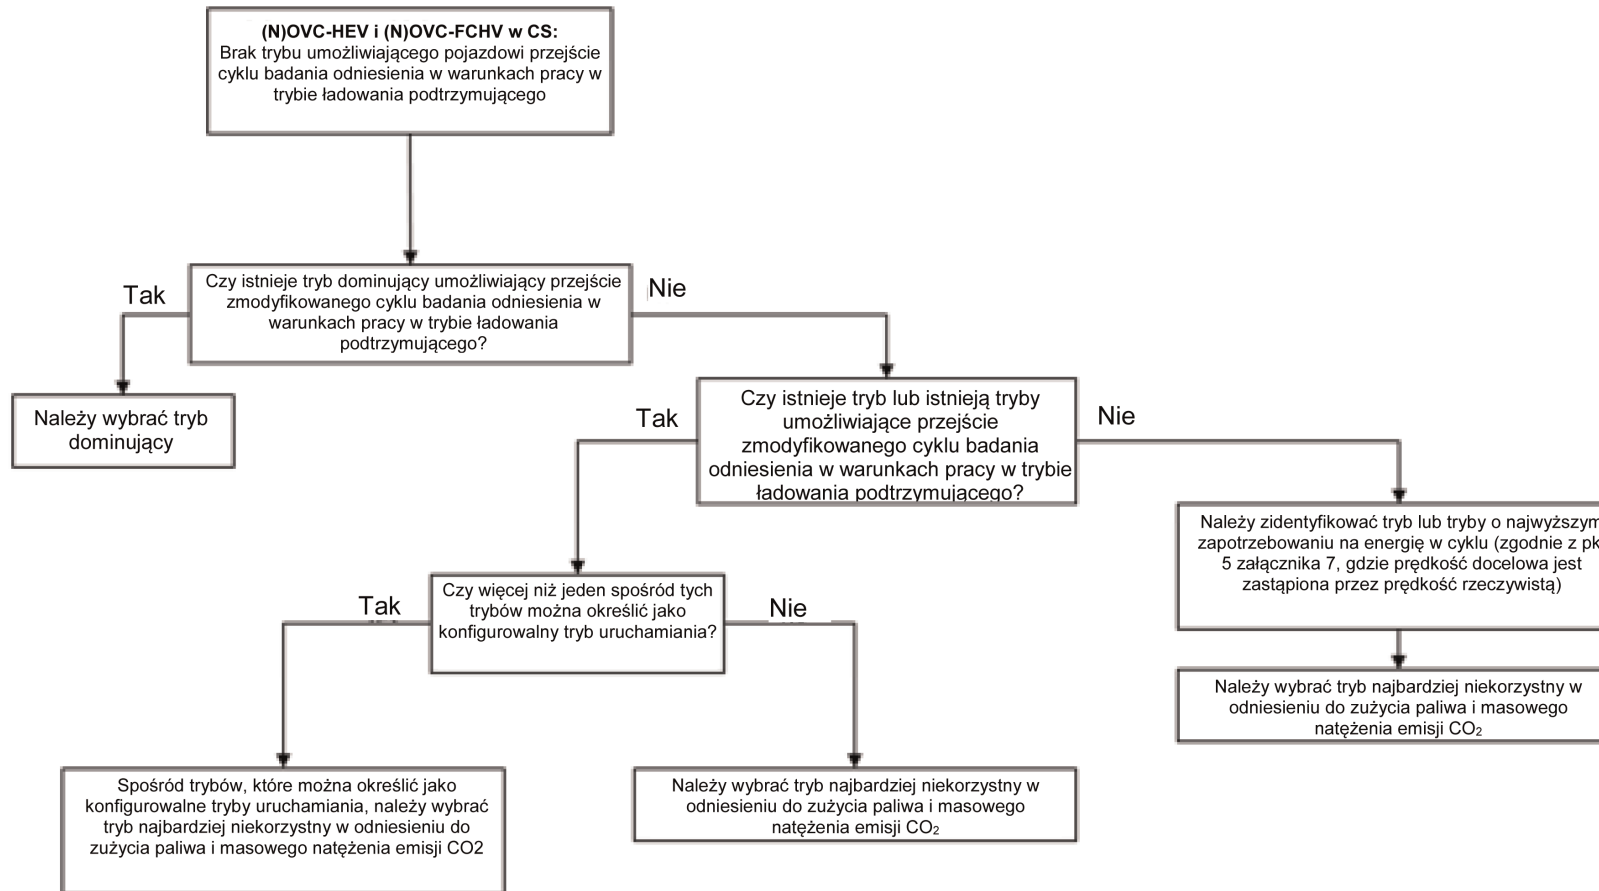 (N)OVC-HEV i (N)OVC-FCHV w CS:
Brak trybu umożliwiającego pojazdowi przejście
cyklu badania odniesienia w warunkach pracy w
trybie ładowania podtrzymującego
Czy istnieje tryb dominujący umożliwiający przejście
zmodyfikowanego cyklu badania odniesienia w
warunkach pracy w trybie ładowania
podtrzymującego?
Tak
Nie
Należy wybrać tryb
dominujący
Czy istnieje tryb lub istnieją tryby
umożliwiające przejście
zmodyfikowanego cyklu badania
odniesienia w warunkach pracy w trybie
ładowania podtrzymującego?
Tak
Nie
Należy zidentyfikować tryb lub tryby o najwyższym
zapotrzebowaniu na energię w cyklu (zgodnie z
5 załącznika 7, gdzie prędkość docelowa jest
zastąpiona przez prędkość rzeczywistą)
Należy wybrać tryb najbardziej niekorzystny w
odniesieniu do zużycia paliwa i masowego
natężenia emisji CO₂
Czy więcej niż jeden spośród tych
trybów można określić jako
konfigurowalny tryb uruchamiania?
Tak
Nie
Spośród trybów, które można określić jako
konfigurowalne tryby uruchamiania, należy wybrać
tryb najbardziej niekorzystny w odniesieniu do
zużycia paliwa i masowego natężenia emisji CO2
Należy wybrać tryb najbardziej niekorzystny w
odniesieniu do zużycia paliwa i masowego
natężenia emisji CO₂